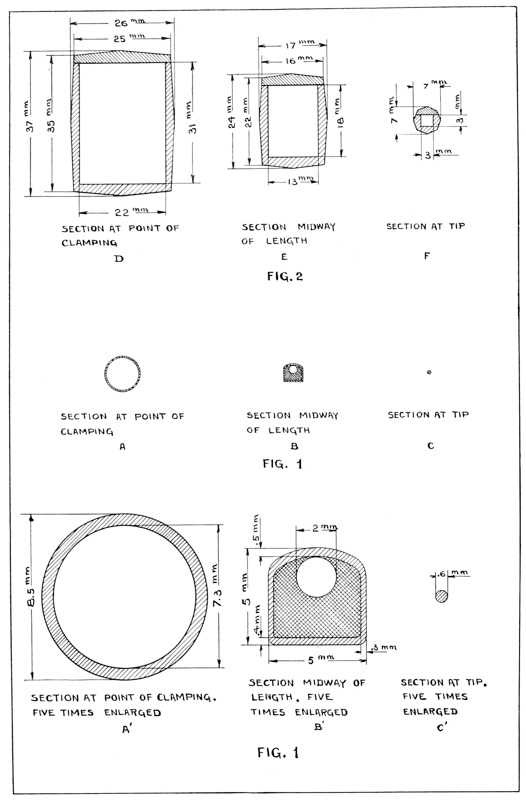 26 mm
25 mm
37 mm
35 mm
31 mm
22 mm
SECTION AT POINT OF
CLAMPING
D
17 mm
16 mm
24 mm
22 mm
18 mm
13 mm
SECTION MIDWAY
OF LENGTH
E
7 mm
7 mm
3 mm
3 mm
SECTION AT TIP
F
FIG. 2
SECTION AT POINT OF
CLAMPING
A
SECTION MIDWAY
OF LENGTH
B
SECTION AT TIP
C
FIG. 1
8.5 mm
7.3 mm
SECTION AT POINT OF CLAMPING.
FIVE TIMES ENLARGED
A'
.5 mm
2 mm
5 mm
mm
.3 mm
5 mm
SECTION MIDWAY OF
LENGTH, FIVE
TIMES ENLARGED
B'
.6 mm
SECTION AT TIP,
FIVE TIMES
ENLARGED
C'
FIG. 1